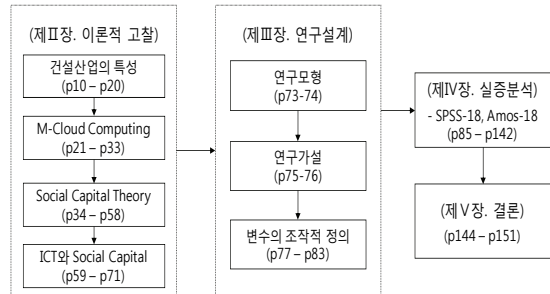 (제Ⅱ장. 이론적 고찰)
건설산업의 특성
(p10 – p20)
M-Cloud Computing
(p21 – p33)
Social Capital Theory
(p34 – p58)
ICT와 Social Capital
(p59 – p71)
(제Ⅲ장. 연구설계)
연구모형
(p73-74)
연구가설
(p75-76)
변수의 조작적 정의
(p77 – p83)
(제Ⅳ장. 실증분석)
- SPSS-18, Amos-18
(p85 – p142)
(제Ⅴ장. 결론)
(p144 – p151)